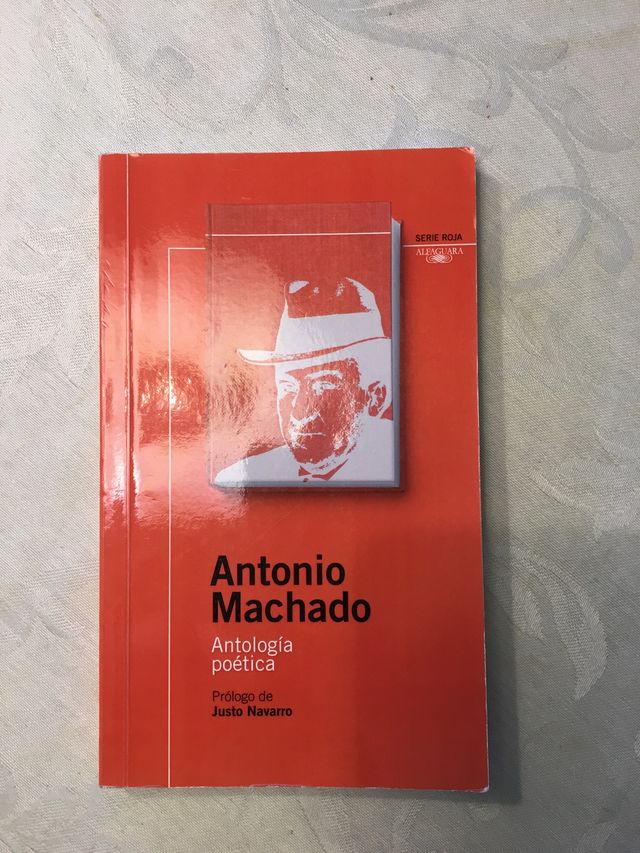 SERIE ROJA
ALFAGUARA
Antonio
Machado
Antología
poética
Prólogo de
Justo Navarro